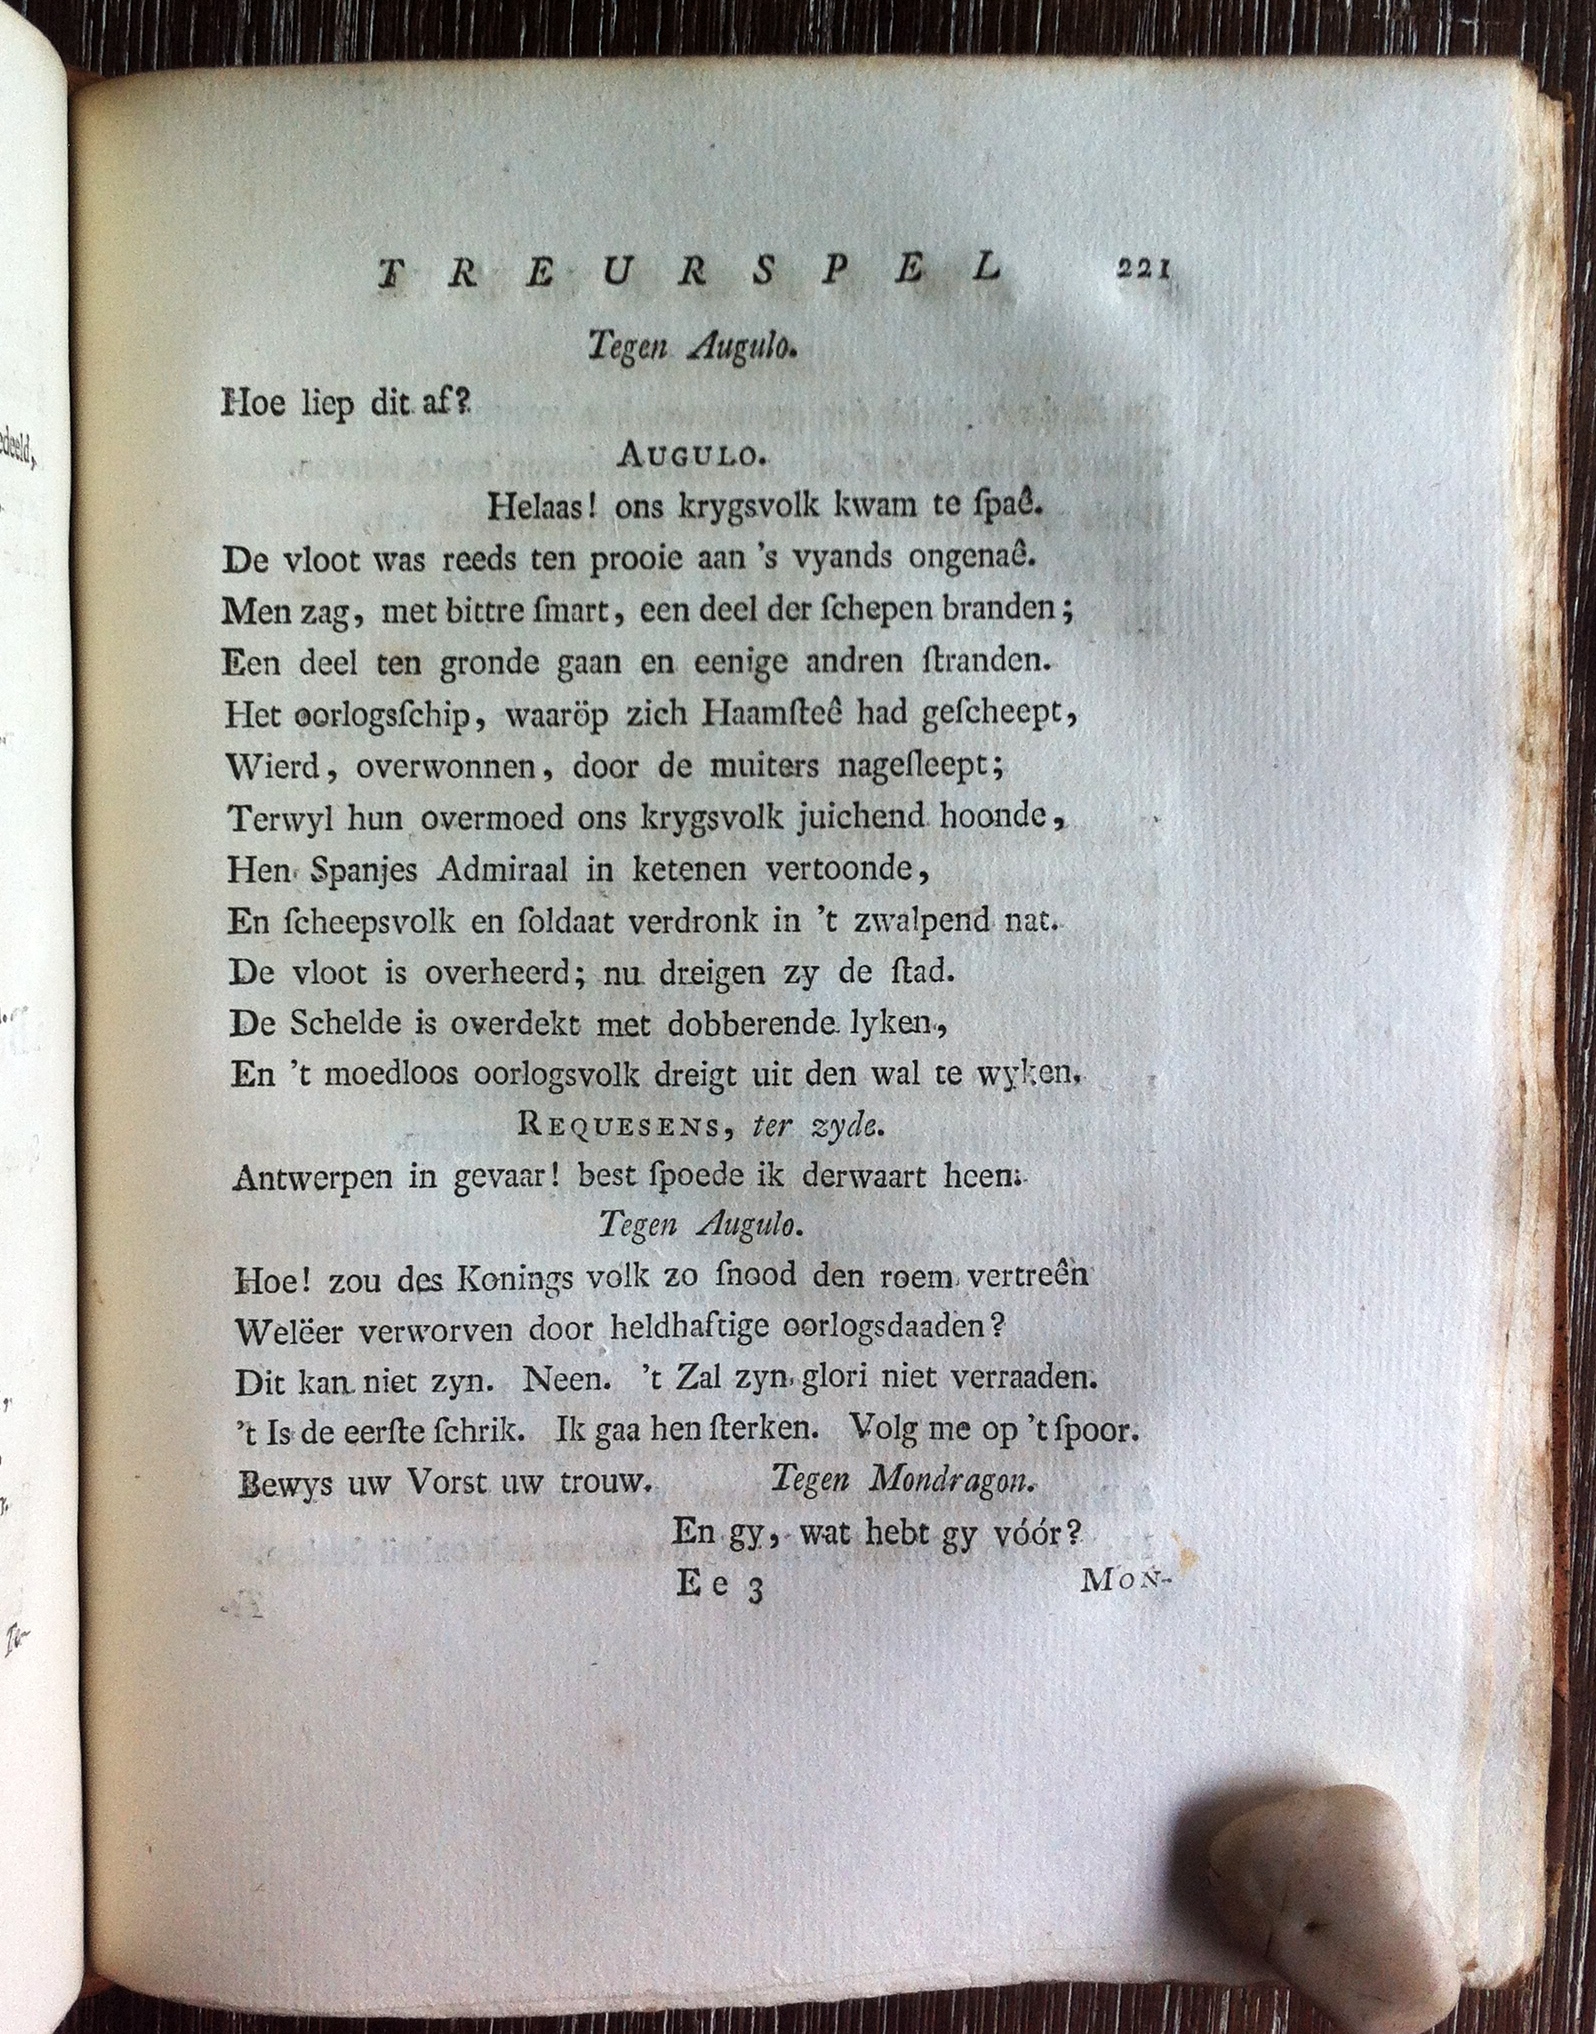 TREURSPEL 221
Tegen Augulo.
Hoe liep dit af?
AUGULO.
Helaas! ons krygsvolk kwam te ſpaê.
De vloot was reeds ten prooie aan 's vyands ongenaê.
Men zag, met bittre ſmart, een deel der ſchepen branden;
Een deel ten gronde gaan en eenige andren ſtranden.
Het oorlogsſchip, waaröp zich Haamſteê had geſcheept,
Wierd, overwonnen, door de muiters nageſleept;
Terwyl hun overmoed ons krygsvolk juichend hoonde,
Hen Spanjes Admiraal in ketenen vertoonde,
En ſcheepsvolk en ſoldaat verdronk in 't zwalpend nat.
De vloot is overheerd; nu dreigen zy de ſtad.
De Schelde is overdekt met dobberende lyken,
En 't moedloos oorlogsvolk dreigt uit den wal te wyken.
REQUESENS, ter zyde.
Antwerpen in gevaar! best ſpoede ik derwaart heen.
Tegen Augulo.
Hoe! zou des Konings volk zo ſnood den roem vertreên
Welëer verworven door heldhaftige oorlogsdaaden?
Dit kan niet zyn. Neen. 't Zal zyn glori niet verraaden.
't Is de eerſte ſchrik. Ik gaa hen ſterken. Volg me op 't ſpoor.
Bewys uw Vorst uw trouw. Tegen Mondragon.
En gy, wat hebt gy vóór?
Ee 3 MON-
edeeld,
Te-